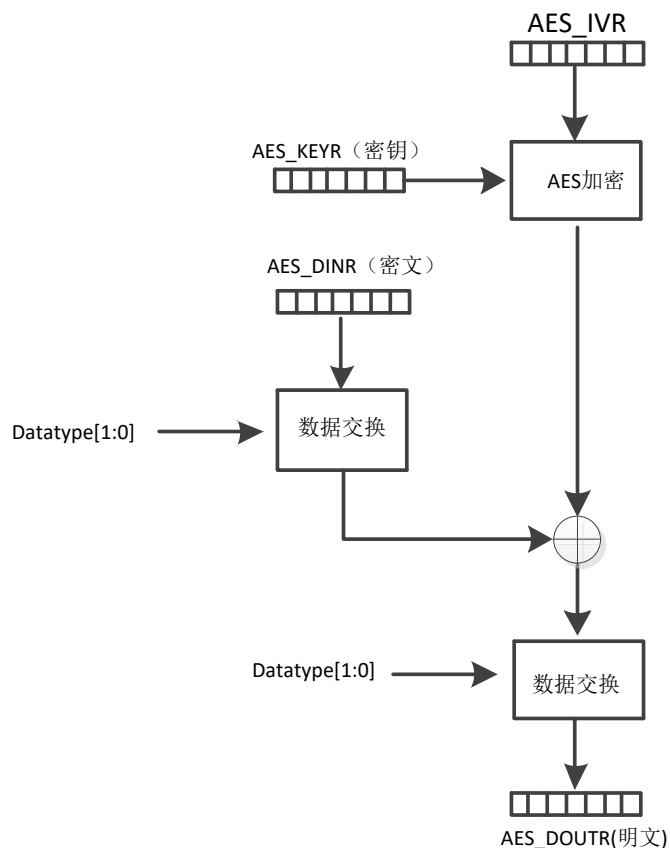 AES_IVR
AES_KEYR（密钥）
AES加密
AES_DINR（密文）
Datatype[1:0]
数据交换
Datatype[1:0]
数据交换
AES_DOUTR(明文)